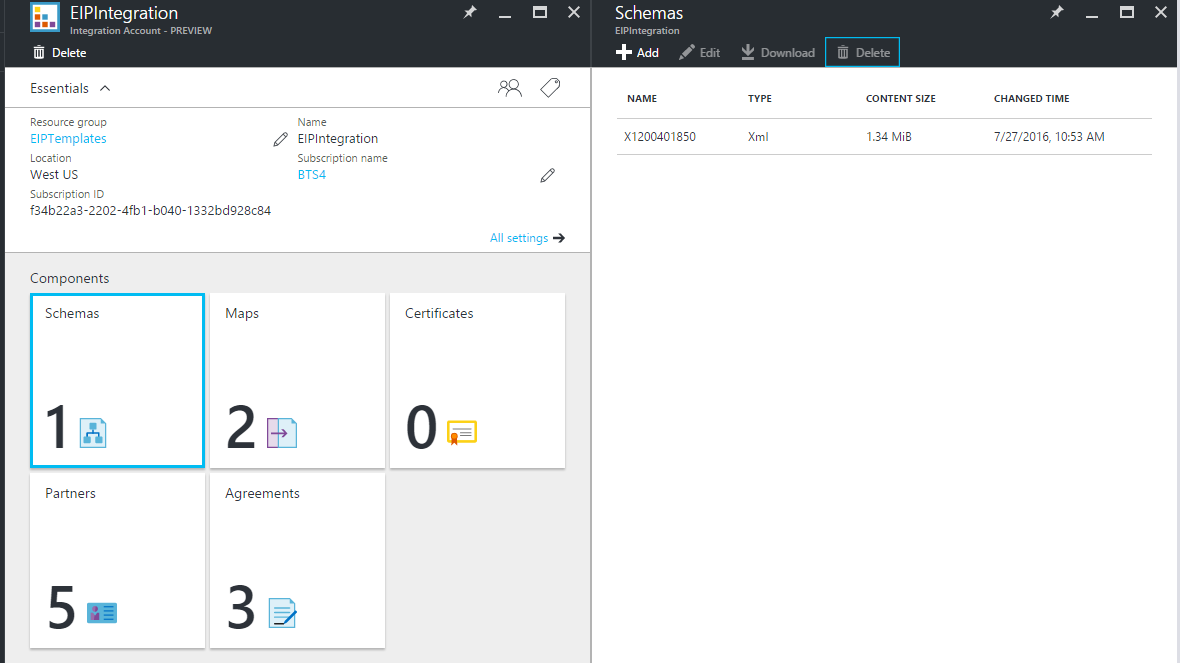 EIPIntegration
Integration Account - PREVIEW
Delete
Essentials
Resource group
EIPTemplates
Name
EIPIntegration
Location
West US
Subscription name
BTS4
Subscription ID
f34b22a3-2202-4fb1-b040-1332bd928c84
All settings
Components
Schemas
1
Maps
2
Certificates
0
Partners
5
Agreements
3
Schemas
EIPIntegration
Add Edit Download Delete
NAME TYPE CONTENT SIZE CHANGED TIME
X1200401850 Xml 1.34 MiB 7/27/2016, 10:53 AM